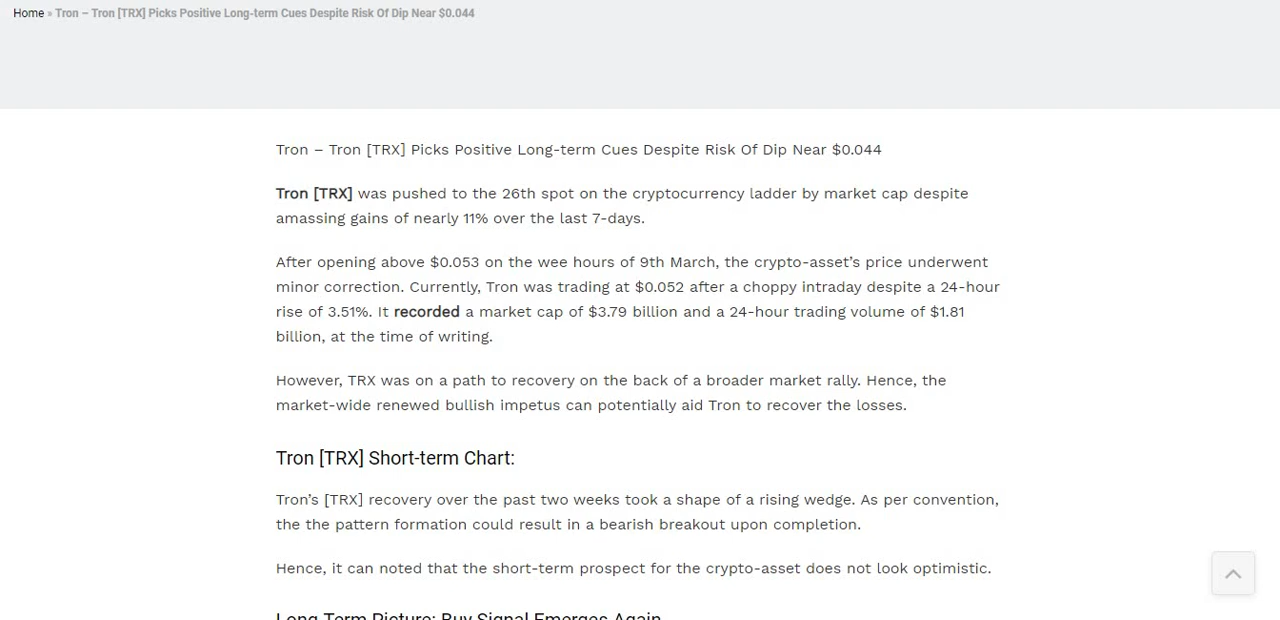 Home » Tron – Tron [TRX] Picks Positive Long-term Cues Despite Risk Of Dip Near $0.044
Tron – Tron [TRX] Picks Positive Long-term Cues Despite Risk Of Dip Near $0.044
Tron [TRX] was pushed to the 26th spot on the cryptocurrency ladder by market cap despite
amassing gains of nearly 11% over the last 7-days.
After opening above $0.053 on the wee hours of 9th March, the crypto-asset’s price underwent
minor correction. Currently, Tron was trading at $0.052 after a choppy intraday despite a 24-hour
rise of 3.51%. It recorded a market cap of $3.79 billion and a 24-hour trading volume of $1.81
billion, at the time of writing.
However, TRX was on a path to recovery on the back of a broader market rally. Hence, the
market-wide renewed bullish impetus can potentially aid Tron to recover the losses.
Tron [TRX] Short-term Chart:
Tron’s [TRX] recovery over the past two weeks took a shape of a rising wedge. As per convention,
the the pattern formation could result in a bearish breakout upon completion.
Hence, it can noted that the short-term prospect for the crypto-asset does not look optimistic.
Long Term Picture: Buy Signal Emerges Again